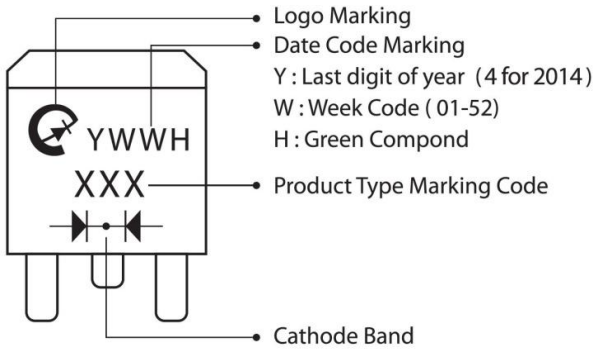 Logo Marking
Date Code Marking
Y : Last digit of year ( 4 for 2014 )
W : Week Code ( 01-52)
H : Green Compond
YWWH
XXX
Product Type Marking Code
Cathode Band